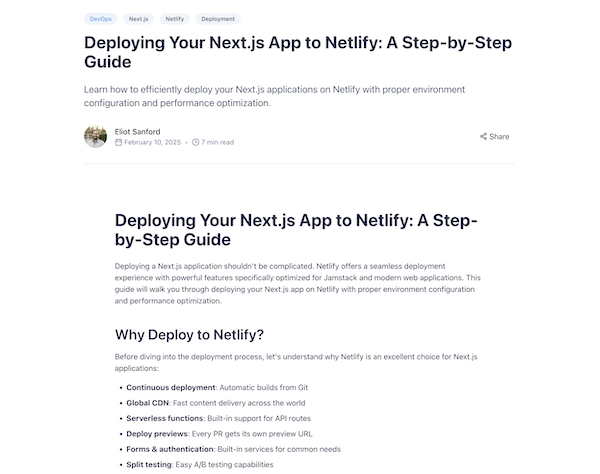 DevOps Next.js Netlify Deployment
Deploying Your Next.js App to Netlify: A Step-by-Step
Guide
Learn how to efficiently deploy your Next.js applications on Netlify with proper environment
configuration and performance optimization.
Eliot Sanford
February 10, 2025 • 7 min read
Share
Deploying Your Next.js App to Netlify: A Step-
by-Step Guide
Deploying a Next.js application shouldn't be complicated. Netlify offers a seamless deployment
experience with powerful features specifically optimized for Jamstack and modern web applications. This
guide will walk you through deploying your Next.js app on Netlify with proper environment configuration
and performance optimization.
Why Deploy to Netlify?
Before diving into the deployment process, let's understand why Netlify is an excellent choice for Next.js
applications:
• Continuous deployment: Automatic builds from Git
• Global CDN: Fast content delivery across the world
• Serverless functions: Built-in support for API routes
• Deploy previews: Every PR gets its own preview URL
• Forms & authentication: Built-in services for common needs
• Split testing: Easy A/B testing capabilities